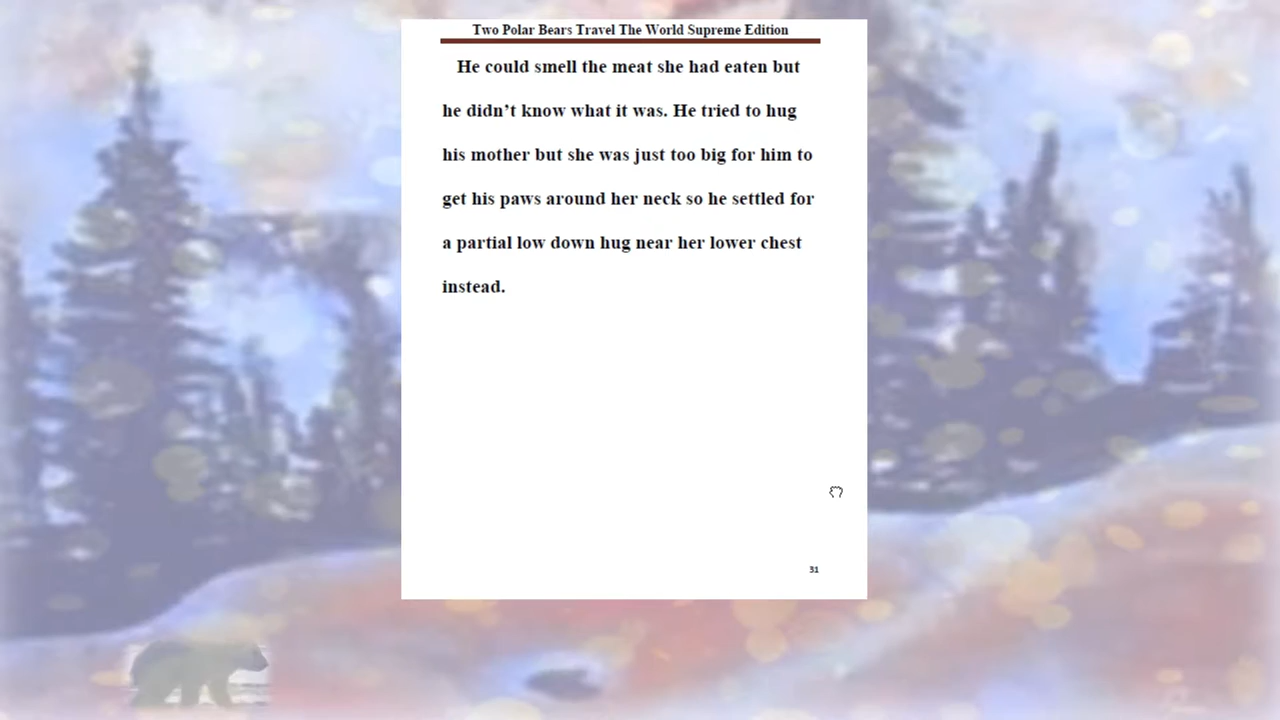 Two Polar Bears Travel The World Supreme Edition
He could smell the meat she had eaten but
he didn’t know what it was. He tried to hug
his mother but she was just too big for him to
get his paws around her neck so he settled for
a partial low down hug near her lower chest
instead.
31